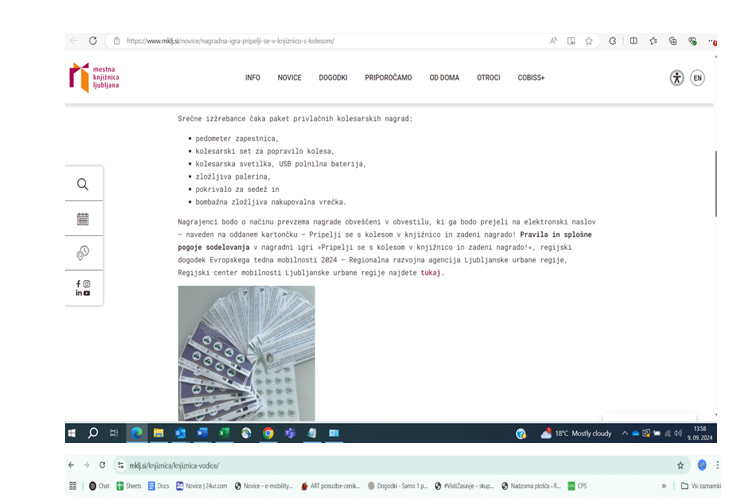 https://www.mklj.si/novice/nagradna-igra-pripelji-se-v-knjiznico-s-kolesom/
mestna
knjižnica
ljubljana
INFO NOVICE DOGODKI PRIPOROČAMO OD DOMA OTROCI COBISS+ EN
Srečne izžrebance čaka paket privlačnih kolesarskih nagrad:
• pedometer zapestnica,
• kolesarski set za popravilo kolesa,
• kolesarska svetilka, USB polnilna baterija,
• zložljiva palerina,
• pokrivalo za sedež in
• bombažna zložljiva nakupovalna vrečka.
Nagrajenci bodo o načinu prevzema nagrade obveščeni v obvestilu, ki ga bodo prejeli na elektronski naslov
– naveden na oddanem kartončku – Pripelji se s kolesom v knjižnico in zadeni nagrado! Pravila in splošne
pogoje sodelovanja v nagradni igri »Pripelji se s kolesom v knjižnico in zadeni nagrado!«, regijski
dogodek Evropskega tedna mobilnosti 2024 – Regionalna razvojna agencija Ljubljanske urbane regije,
Regijski center mobilnosti Ljubljanske urbane regije najdete tukaj.
18°C Mostly cloudy
13:58
9. 09. 2024
mklj.si/knjiznica/knjiznica-vodice/
Chat Sheets Docs Novice | 24ur.com Novice – e-mobility... ART ponudbe-cenik... Dogodki - Samo 1 p... #VisitZasavje – skup... Nadzorna plošča ‹ R... CPS » Vsi zaznamki